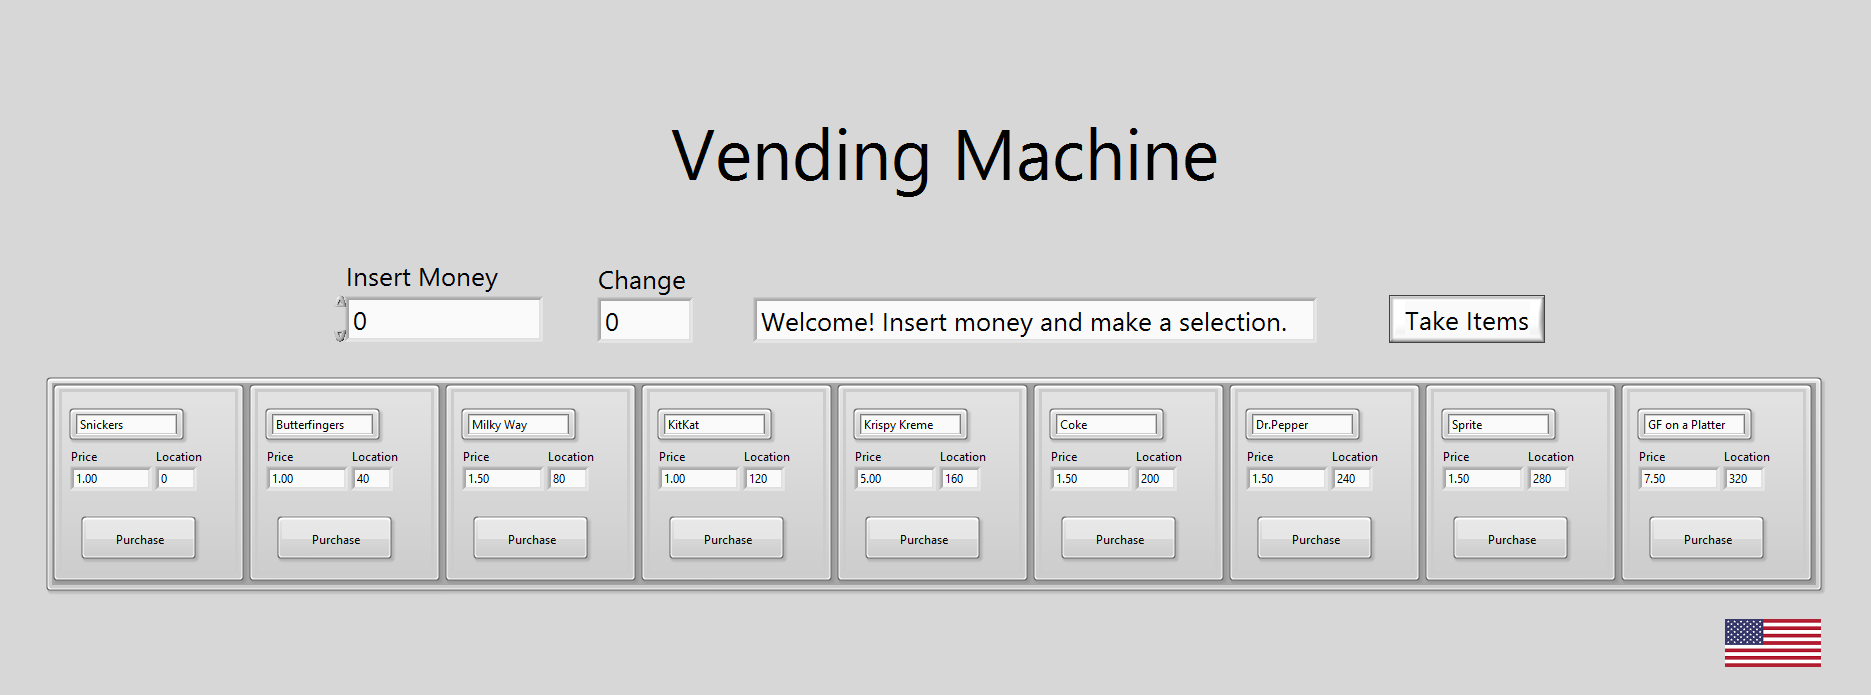 Vending Machine
Insert Money
Change
0
0
Welcome! Insert money and make a selection.
Take Items
Snickers
Price Location
1.00 0
Purchase
Butterfingers
Price Location
1.00 40
Purchase
Milky Way
Price Location
1.50 80
Purchase
KitKat
Price Location
1.00 120
Purchase
Krispy Kreme
Price Location
5.00 160
Purchase
Coke
Price Location
1.50 200
Purchase
Dr.Pepper
Price Location
1.50 240
Purchase
Sprite
Price Location
1.50 280
Purchase
GF on a Platter
Price Location
7.50 320
Purchase